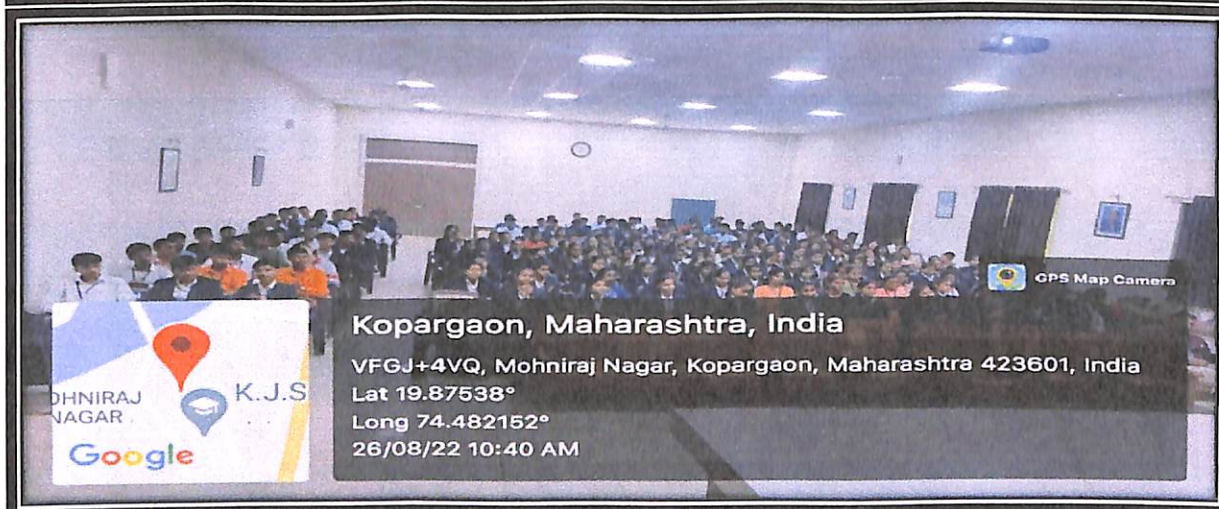 GPS Map Camera
Kopargaon, Maharashtra, India
VFGJ+4VQ, Mohniraj Nagar, Kopargaon, Maharashtra 423601, India
Lat 19.87538°
Long 74.482152°
26/08/22 10:40 AM
OHNIRAJ
NAGAR
K.J.S
Google